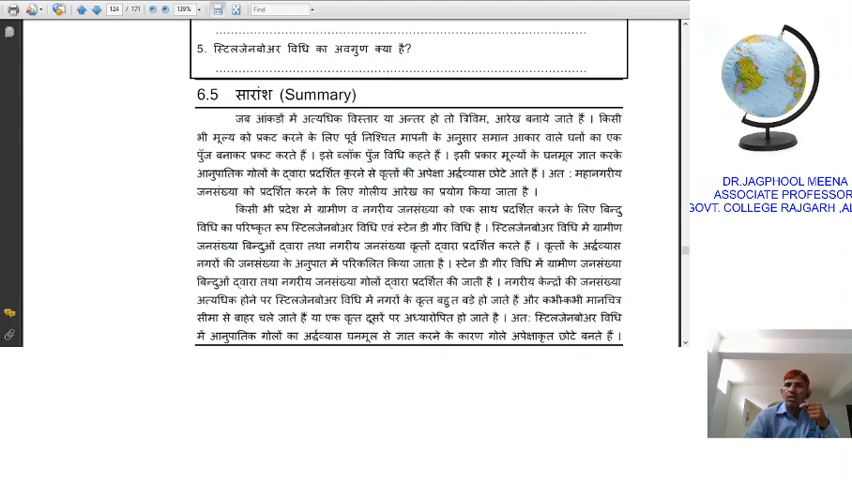 124 / 171
139%
Find
5. स्टिलजेनबोअर विधि का अवगुण क्या है?
6.5 सारांश (Summary)
जब आंकडों में अत्यधिक विस्तार या अन्तर हो तो त्रिविम, आरेख बनाये जाते हैं । किसी
भी मूल्य को प्रकट करने के लिए पूर्व निश्चित मापनी के अनुसार समान आकार वाले घनों का एक
पुँज बनाकर प्रकट करते हैं । इसे ब्लॉक पुँज विधि कहते हैं । इसी प्रकार मूल्यों के घनमूल ज्ञात करके
आनुपातिक गोलों के द्वारा प्रदर्शित करने से वृत्तों की अपेक्षा अर्द्वव्यास छोटे आते हैं । अत : महानगरीय
जनसंख्या को प्रदर्शित करने के लिए गोलीय आरेख का प्रयोग किया जाता है ।
किसी भी प्रदेश में ग्रामीण व नगरीय जनसंख्या को एक साथ प्रदर्शित करने के लिए बिन्दु
विधि का परिष्कृत रूप स्टिलजेनबोअर विधि एवं स्टेन डी गीर विधि है । स्टिलजेनबोअर विधि में ग्रामीण
जनसंख्या बिन्दुओं द्वारा तथा नगरीय जनसंख्या वृत्तों द्वारा प्रदर्शित करते हैं । वृत्तों के अर्द्वव्यास
नगरों की जनसंख्या के अनुपात में परिकलित किया जाता है । स्टेन डी गीर विधि में ग्रामीण जनसंख्या
बिन्दुओं द्वारा तथा नगरीय जनसंख्या गोलों द्वारा प्रदर्शित की जाती है । नगरीय केन्द्रों की जनसंख्या
अत्यधिक होने पर स्टिलजेनबोअर विधि में नगरों के वृत्त बहुत बड़े हो जाते हैं और कभी-कभी मानचित्र
सीमा से बाहर चले जाते हैं या एक वृत्त दूसरें पर अध्यारोपित हो जाते है । अत: स्टिलजेनबोअर विधि
में आनुपातिक गोलों का अर्द्वव्यास घनमूल से ज्ञात करने के कारण गोले अपेक्षाकृत छोटे बनते हैं ।
DR.JAGPHOOL MEENA
ASSOCIATE PROFESSOR
GOVT. COLLEGE RAJGARH ,AL